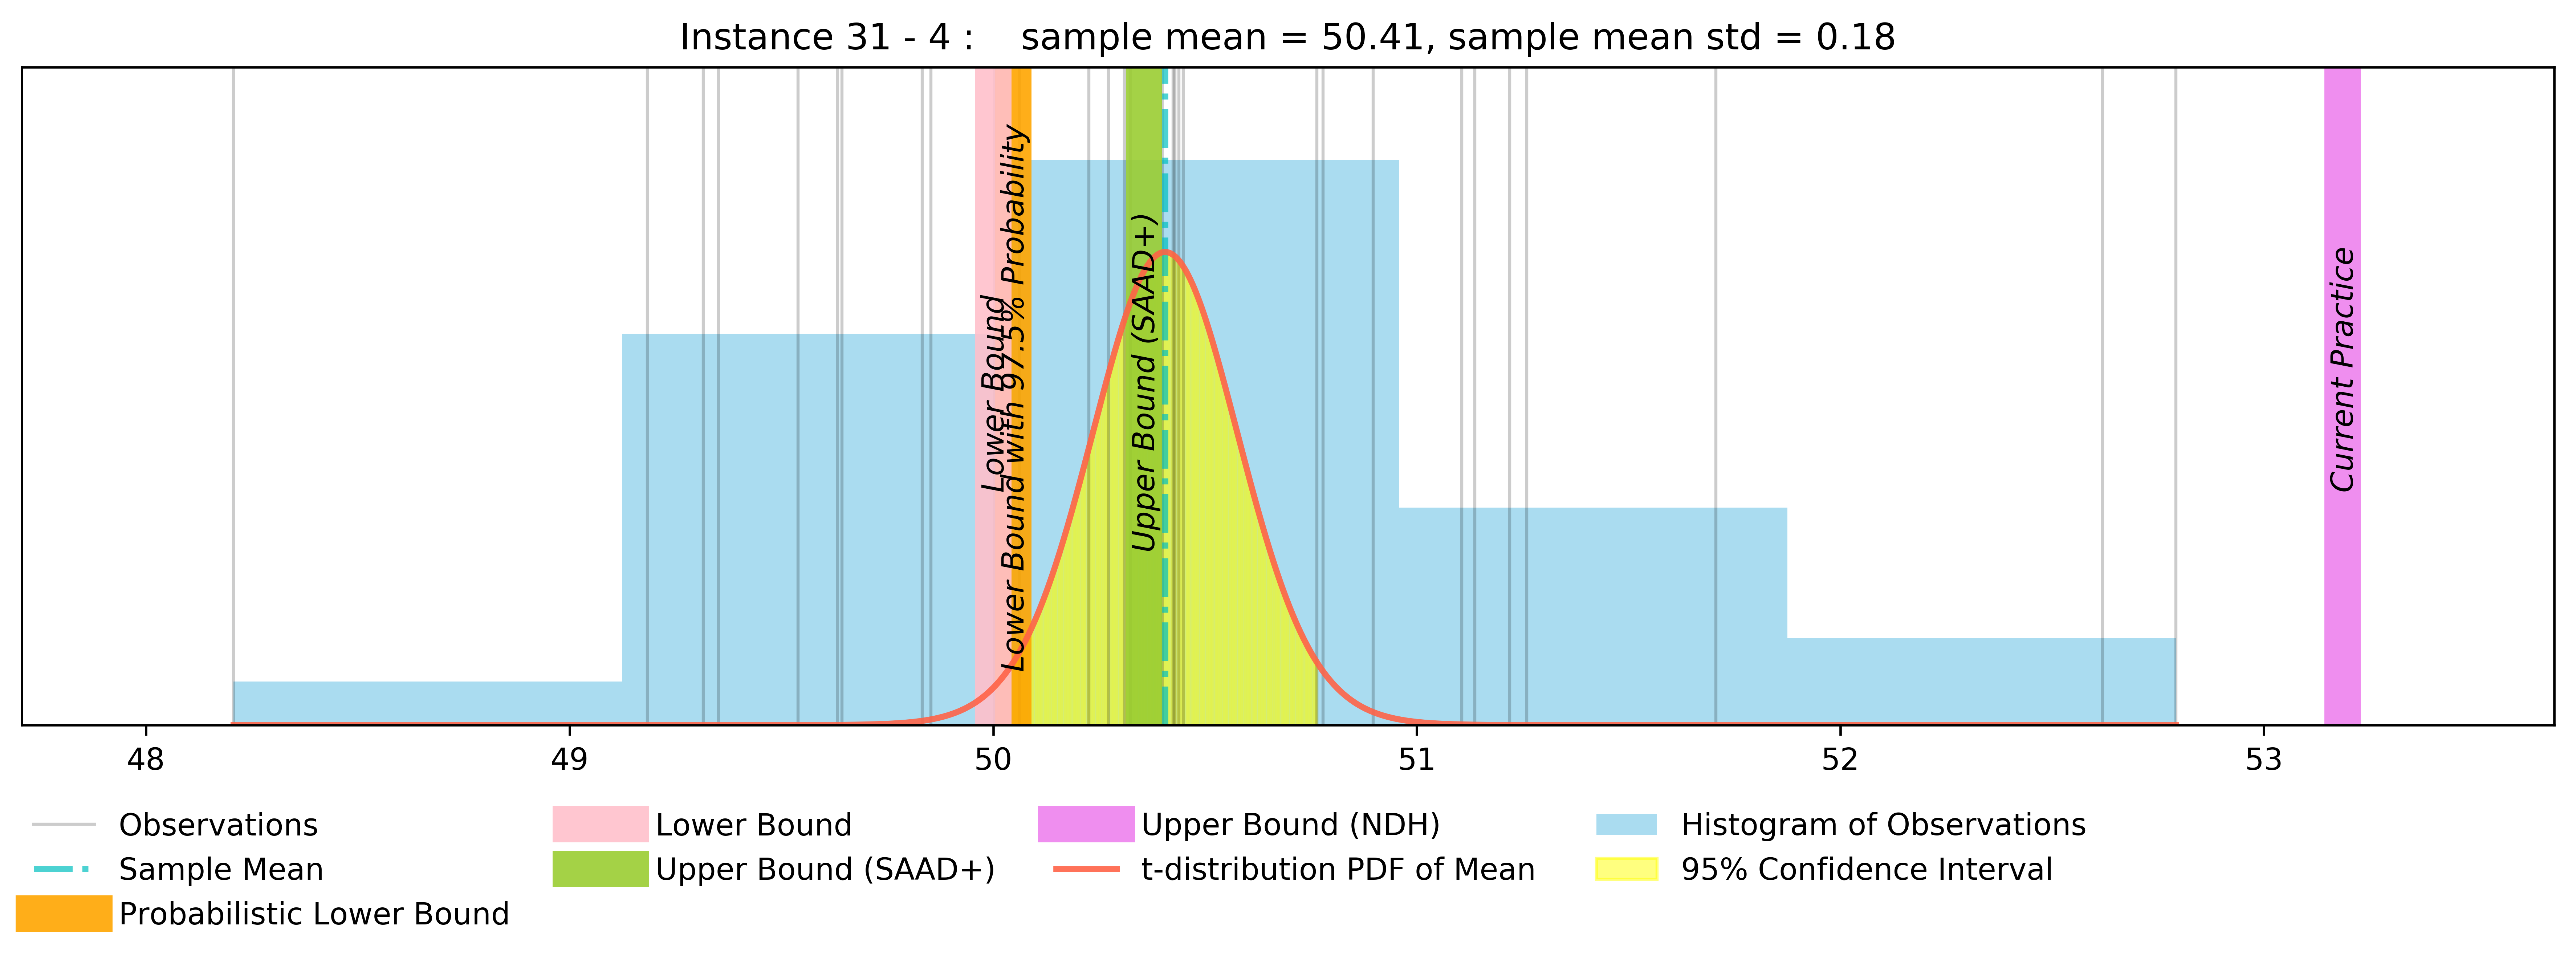 Instance 31 - 4 :    sample mean = 50.41, sample mean std = 0.18
Lower Bound
Lower Bound with 97.5% Probability
Upper Bound (SAAD+)
Current Practice
48 49 50 51 52 53
Observations
Sample Mean
Probabilistic Lower Bound
Lower Bound
Upper Bound (SAAD+)
Upper Bound (NDH)
t-distribution PDF of Mean
Histogram of Observations
95% Confidence Interval